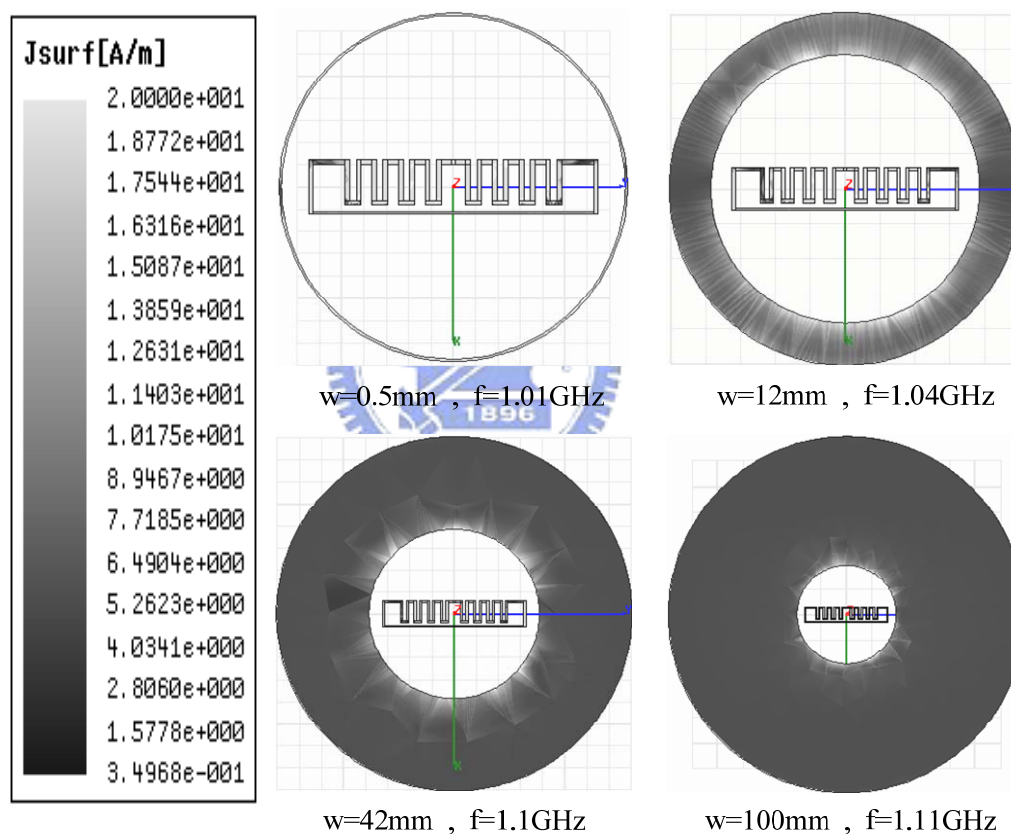 Jsurf[A/m]
2.0000e+001
1.8772e+001
1.7544e+001
1.6316e+001
1.5087e+001
1.3859e+001
1.2631e+001
1.1403e+001
1.0175e+001
8.9467e+000
7.7185e+000
6.4904e+000
5.2623e+000
4.0341e+000
2.8060e+000
1.5778e+000
3.4968e-001
Z
Y
X
w=0.5mm , f=1.01GHz
Z
X
w=12mm , f=1.04GHz
1896
Z
Y
X
w=42mm , f=1.1GHz
Z
w=100mm , f=1.11GHz